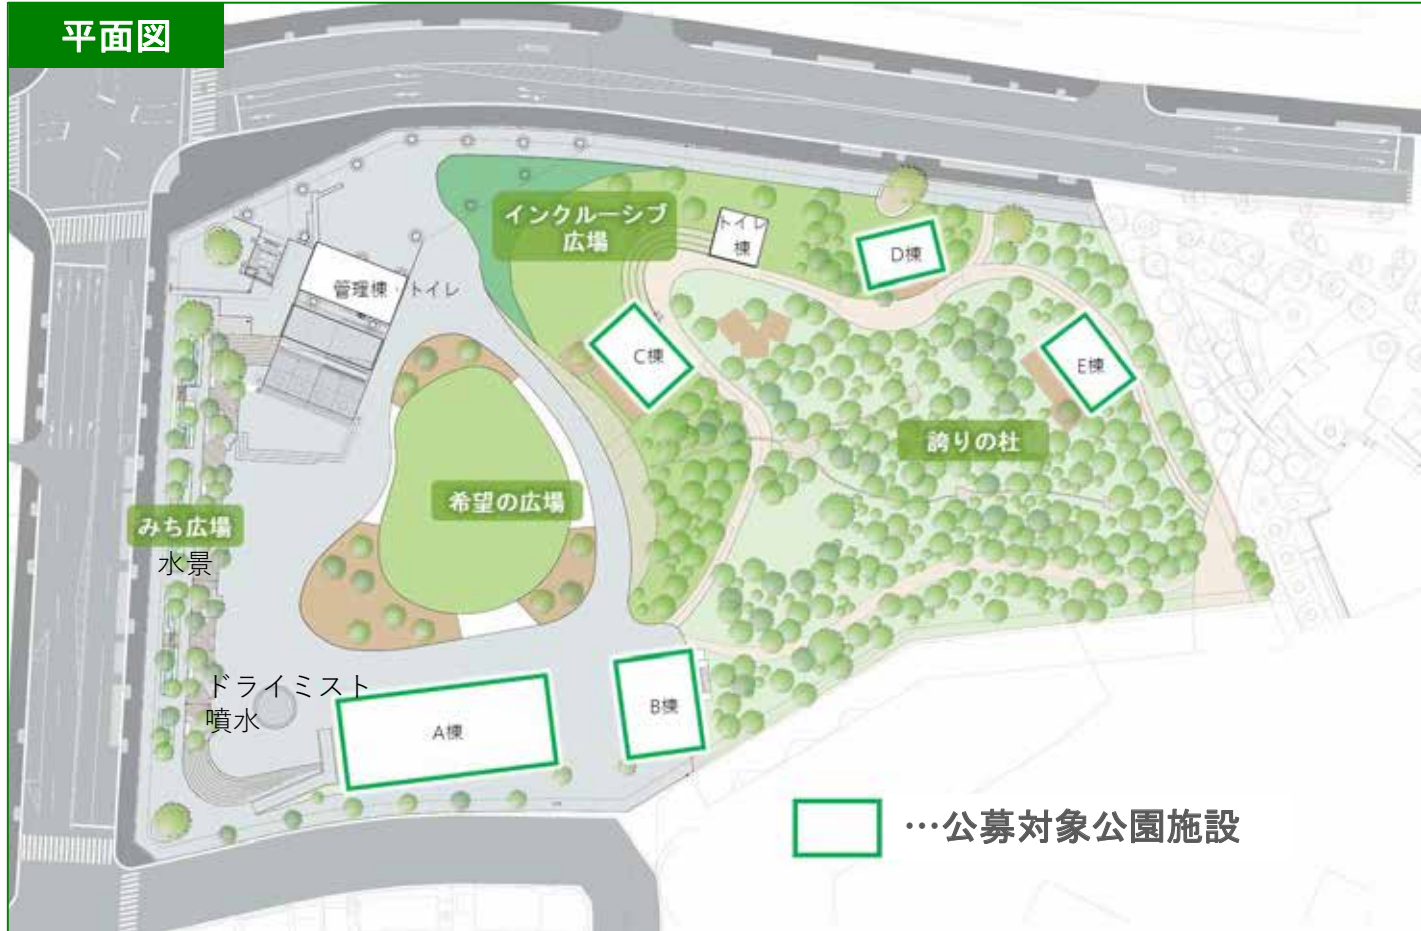 平面図
インクルーシブ
広場
トイレ
棟
D棟
管理棟・トイレ
C棟
E棟
誇りの杜
希望の広場
みち広場
水景
ドライミスト
噴水
A棟
B棟
…公募対象公園施設